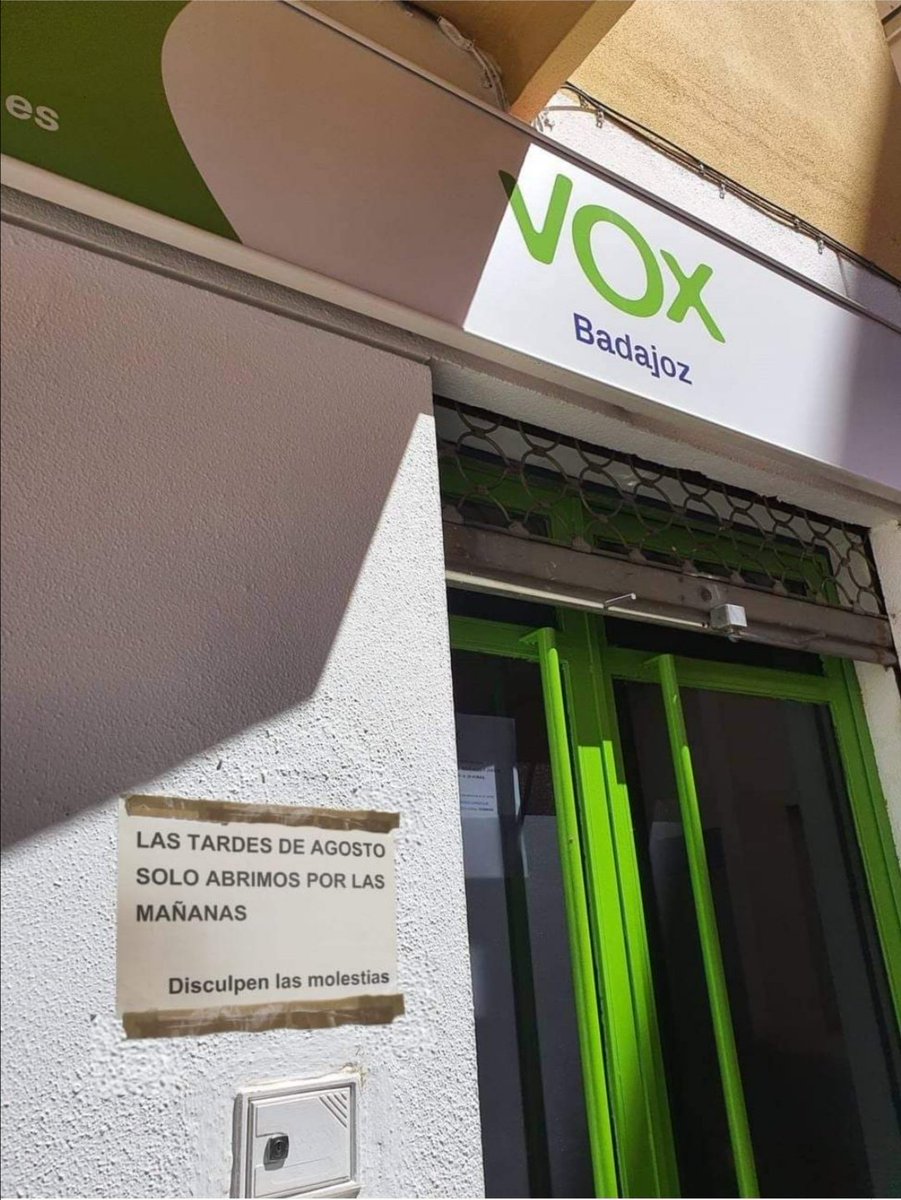 es
VOX
Badajoz
LAS TARDES DE AGOSTO
SOLO ABRIMOS POR LAS
MAÑANAS
Disculpen las molestias